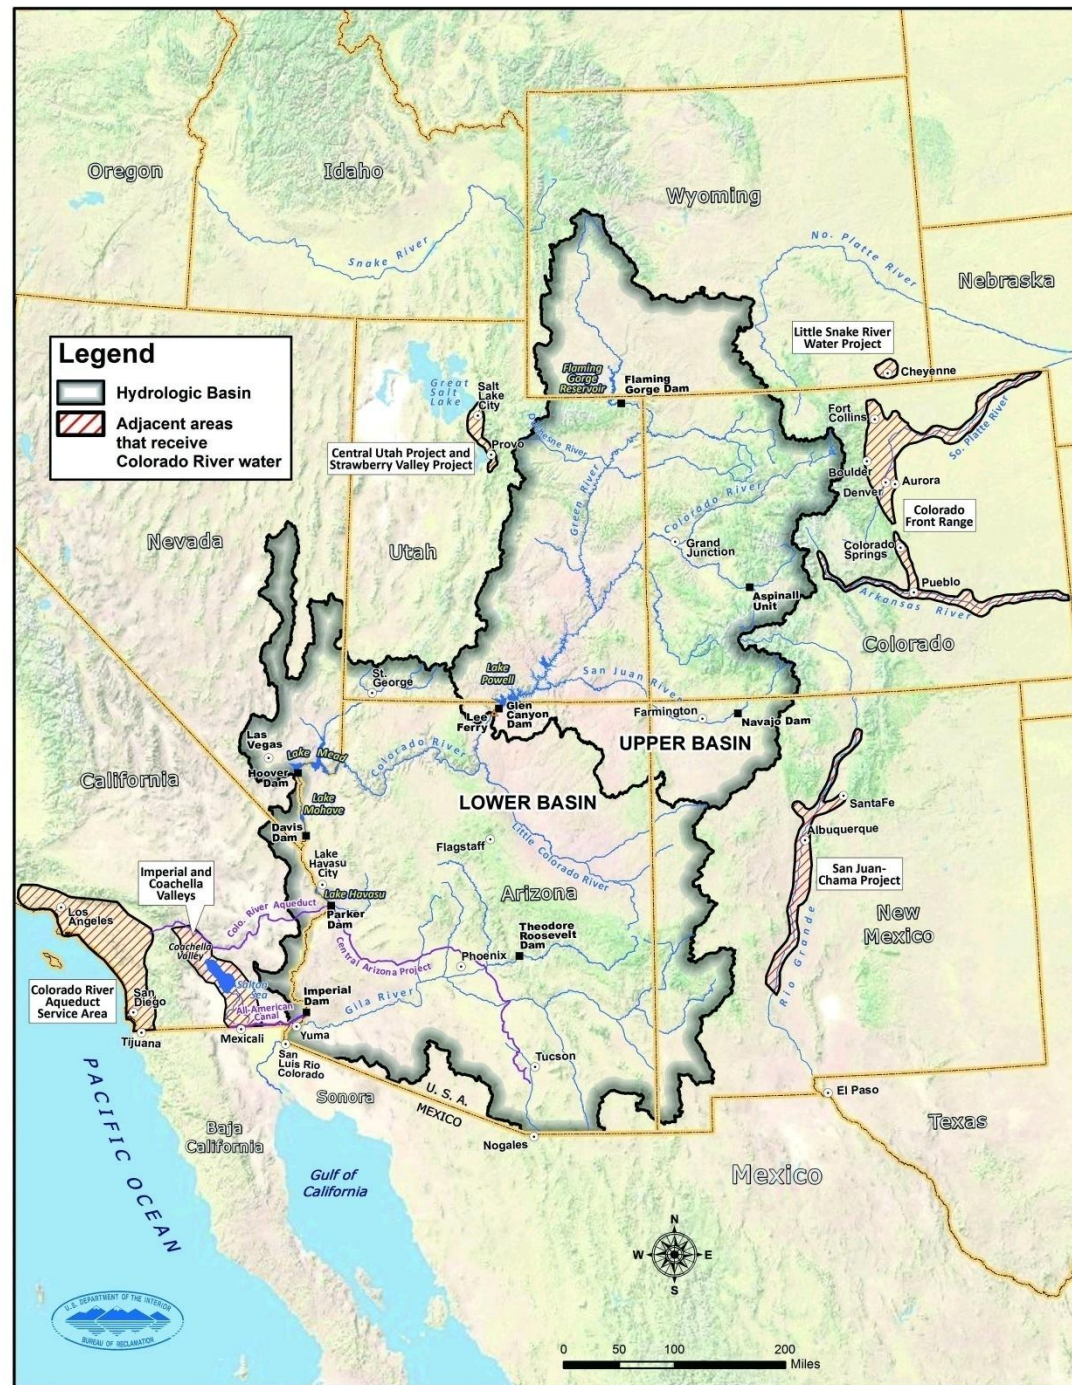 Oregon
Idaho
Wyoming
Snake River
No. Platte River
Nebraska
Legend
Hydrologic Basin
Adjacent areas
that receive
Colorado River water
Little Snake River
Water Project
Cheyenne
Flaming
Gorge
Reservoir
Flaming
Gorge Dam
Great
Salt
Lake
Salt
Lake
City
Provo
Duchesne River
Central Utah Project and
Strawberry Valley Project
Fort
Collins
So. Platte River
Boulder
Denver
Aurora
Colorado
Front Range
Green River
Colorado River
Grand
Junction
Colorado
Springs
Nevada
Utah
Aspinall
Unit
Pueblo
Arkansas River
Colorado
St.
George
Lake
Powell
San Juan River
Lee
Ferry
Glen
Canyon
Dam
Farmington
Navajo Dam
UPPER BASIN
Las
Vegas
Lake Mead
Hoover
Dam
Colorado River
California
Lake
Mohave
LOWER BASIN
SantaFe
Davis
Dam
Flagstaff
Little Colorado River
Albuquerque
Imperial and
Coachella
Valleys
Lake
Havasu
City
Lake Havasu
Arizona
San Juan-
Chama Project
Los
Angeles
Colo. River Aqueduct
Parker
Dam
Theodore
Roosevelt
Dam
New
Mexico
Coachella
Valley
Central Arizona Project
Phoenix
Rio Grande
Colorado River
Aqueduct
Service Area
San
Diego
Salton
Sea
Imperial
Dam
Gila River
All-American
Canal
Tijuana
Mexicali
Yuma
San
Luis Rio
Colorado
Tucson
Sonora
U. S. A.
MEXICO
El Paso
Texas
Baja
California
Nogales
PACIFIC OCEAN
Gulf of
California
Mexico
N
W
E
S
U.S. DEPARTMENT OF THE INTERIOR
BUREAU OF RECLAMATION
0 50 100 200
Miles